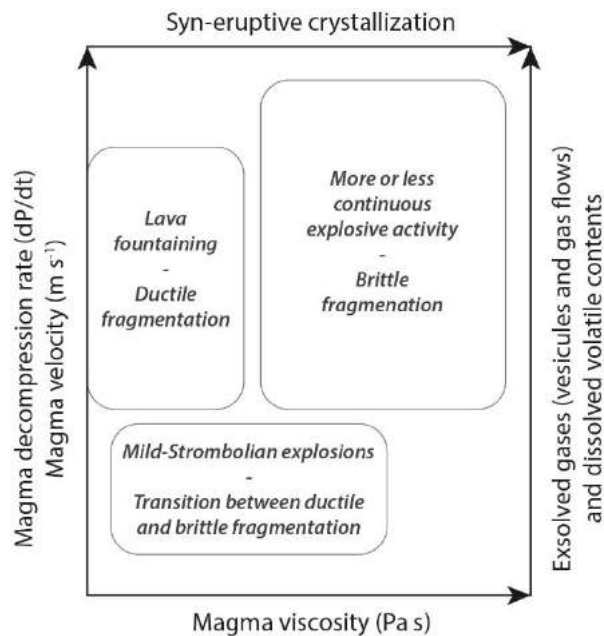 Syn-eruptive crystallization
Magma decompression rate (dP/dt)
Magma velocity (m s⁻¹)
Lava
fountaining
-
Ductile
fragmentation
More or less
continuous
explosive activity
-
Brittle
fragmenation
Mild-Strombolian explosions
-
Transition between ductile
and brittle fragmentation
Exsolved gases (vesicules and gas flows)
and dissolved volatile contents
Magma viscosity (Pa s)